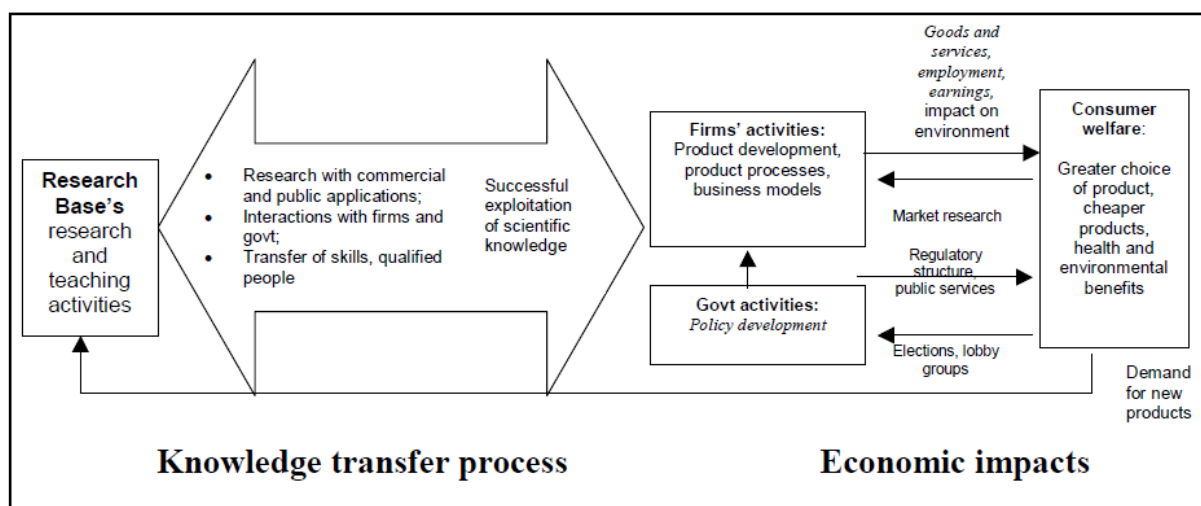 Research
Base's
research
and
teaching
activities
• Research with commercial
and public applications;
• Interactions with firms and
govt;
• Transfer of skills, qualified
people
Successful
exploitation
of scientific
knowledge
Firms' activities:
Product development,
product processes,
business models
Govt activities:
Policy development
Goods and
services,
employment,
earnings,
impact on
environment
Market research
Regulatory
structure,
public services
Elections, lobby
groups
Consumer
welfare:
Greater choice
of product,
cheaper
products,
health and
environmental
benefits
Demand
for new
products
Knowledge transfer process
Economic impacts